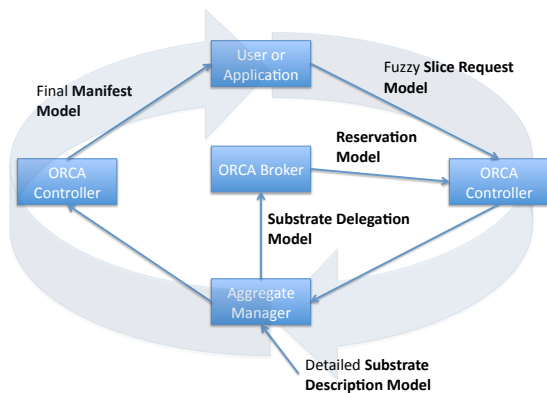 User or
Application
Final Manifest
Model
Fuzzy Slice Request
Model
Reservation
Model
ORCA
Controller
ORCA Broker
ORCA
Controller
Substrate Delegation
Model
Aggregate
Manager
Detailed Substrate
Description Model